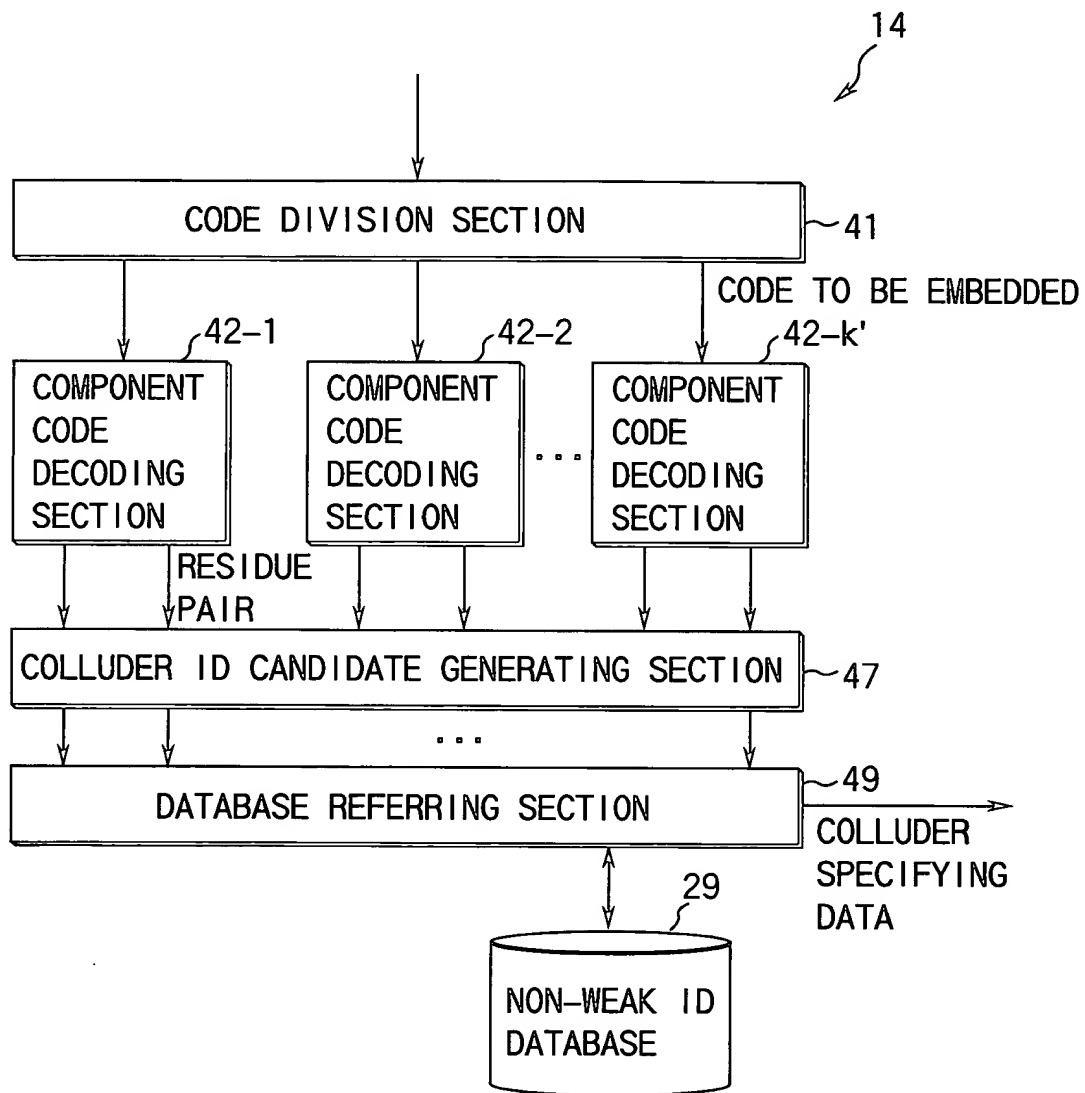 14
CODE DIVISION SECTION
41
CODE TO BE EMBEDDED
42-1
42-2
42-k'
COMPONENT
CODE
DECODING
SECTION
COMPONENT
CODE
DECODING
SECTION
...
COMPONENT
CODE
DECODING
SECTION
RESIDUE
PAIR
COLLUDER ID CANDIDATE GENERATING SECTION
47
...
DATABASE REFERRING SECTION
49
COLLUDER
SPECIFYING
DATA
29
NON-WEAK ID
DATABASE